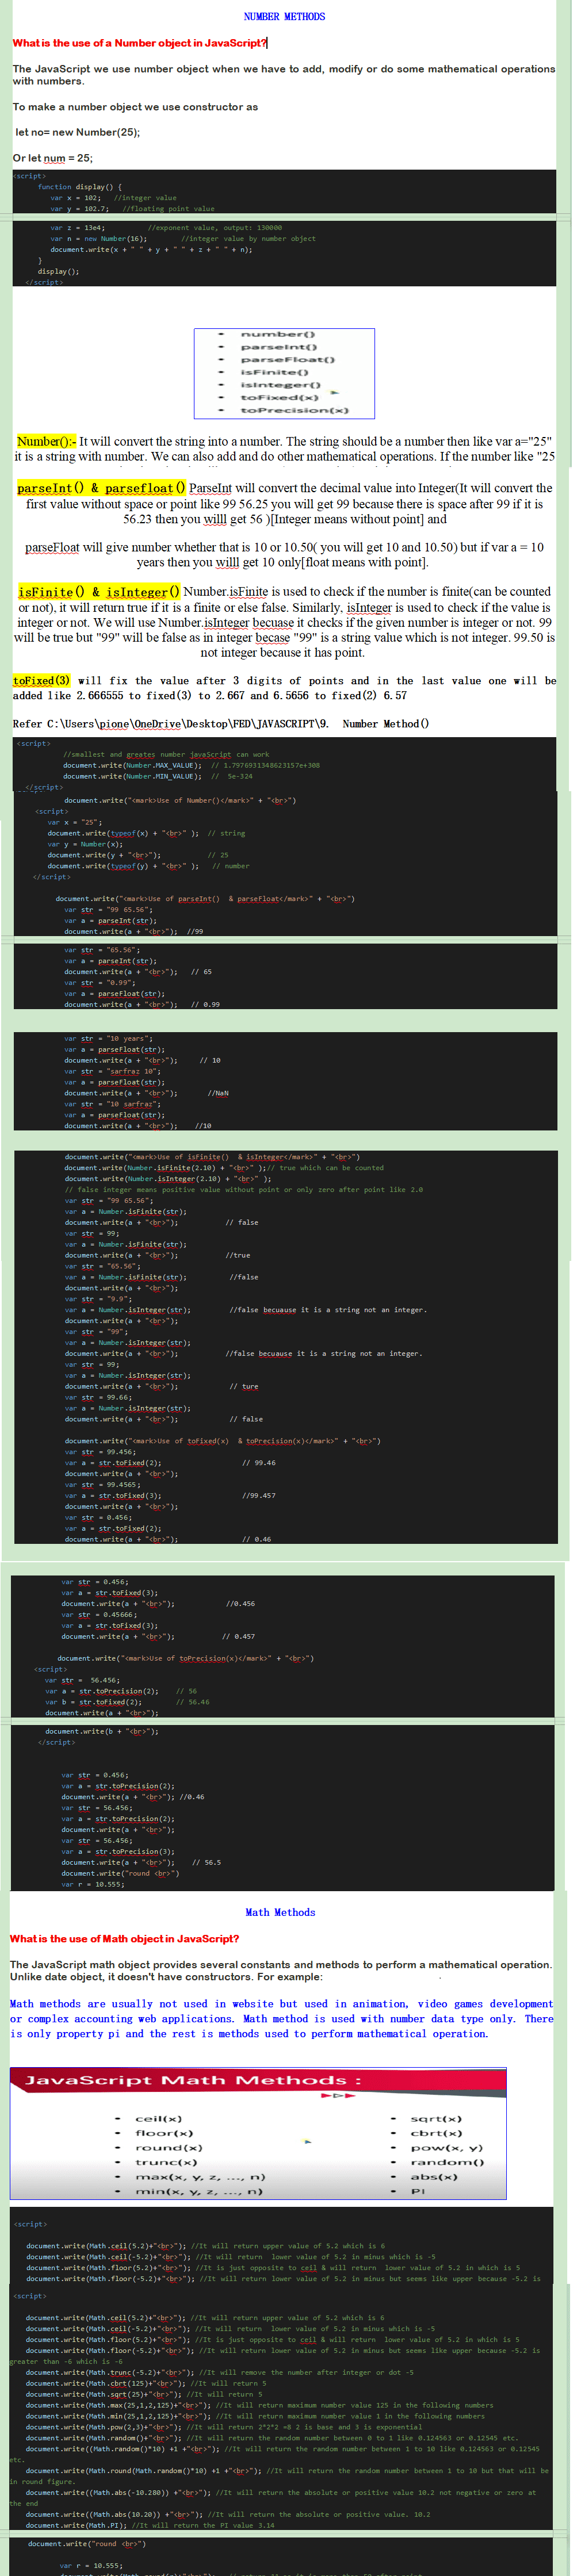 NUMBER METHODS
What is the use of a Number object in JavaScript?
The JavaScript we use number object when we have to add, modify or do some mathematical operations
with numbers.
To make a number object we use constructor as
let no= new Number(25);
Or let num = 25;
<script>
function display() {
var x = 102;   //integer value
var y = 102.7;   //floating point value
var z = 13e4;          //exponent value, output: 130000
var n = new Number(16);        //integer value by number object
document.write(x + " " + y + " " + z + " " + n);
}
display();
</script>
• number()
• parseInt()
• parseFloat()
• isFinite()
• isInteger()
• toFixed(x)
• toPrecision(x)
Number():- It will convert the string into a number. The string should be a number then like var a="25"
it is a string with number. We can also add and do other mathematical operations. If the number like "25
parseInt() & parsefloat() ParseInt will convert the decimal value into Integer(It will convert the
first value without space or point like 99 56.25 you will get 99 because there is space after 99 if it is
56.23 then you willl get 56 )[Integer means without point] and
parseFloat will give number whether that is 10 or 10.50( you will get 10 and 10.50) but if var a = 10
years then you willl get 10 only[float means with point].
isFinite() & isInteger() Number.isFinite is used to check if the number is finite(can be counted
or not), it will return true if it is a finite or else false. Similarly, isInteger is used to check if the value is
integer or not. We will use Number.isInteger becuase it checks if the given number is integer or not. 99
will be true but "99" will be false as in integer becase "99" is a string value which is not integer. 99.50 is
not integer because it has point.
toFixed(3) will fix the value after 3 digits of points and in the last value one will be
added like 2.666555 to fixed(3) to 2.667 and 6.5656 to fixed(2) 6.57
Refer C:\Users\pione\OneDrive\Desktop\FED\JAVASCRIPT\9.  Number Method()
<script>
//smallest and greates number javaScript can work
document.write(Number.MAX_VALUE);  // 1.7976931348623157e+308
document.write(Number.MIN_VALUE);  //  5e-324
</script>
document.write("<mark>Use of Number()</mark>" + "<br>")
<script>
var x = "25";
document.write(typeof(x) + "<br>" );  // string
var y = Number(x);
document.write(y + "<br>");           // 25
document.write(typeof(y) + "<br>" );   // number
</script>
document.write("<mark>Use of parseInt()  & parseFloat</mark>" + "<br>")
var str = "99 65.56";
var a = parseInt(str);
document.write(a + "<br>");  //99
var str = "65.56";
var a = parseInt(str);
document.write(a + "<br>");   // 65
var str = "0.99";
var a = parseFloat(str);
document.write(a + "<br>");   // 0.99
var str = "10 years";
var a = parseFloat(str);
document.write(a + "<br>");     // 10
var str = "sarfraz 10";
var a = parseFloat(str);
document.write(a + "<br>");       //NaN
var str = "10 sarfraz";
var a = parseFloat(str);
document.write(a + "<br>");    //10
document.write("<mark>Use of isFinite()  & isInteger</mark>" + "<br>")
document.write(Number.isFinite(2.10) + "<br>" );// true which can be counted
document.write(Number.isInteger(2.10) + "<br>" );
// false integer means positive value without point or only zero after point like 2.0
var str = "99 65.56";
var a = Number.isFinite(str);
document.write(a + "<br>");           // false
var str = 99;
var a = Number.isFinite(str);
document.write(a + "<br>");           //true
var str = "65.56";
var a = Number.isFinite(str);          //false
document.write(a + "<br>");
var str = "9.9";
var a = Number.isInteger(str);         //false becuause it is a string not an integer.
document.write(a + "<br>");
var str = "99";
var a = Number.isInteger(str);
document.write(a + "<br>");           //false becuause it is a string not an integer.
var str = 99;
var a = Number.isInteger(str);
document.write(a + "<br>");            // ture
var str = 99.66;
var a = Number.isInteger(str);
document.write(a + "<br>");            // false
document.write("<mark>Use of toFixed(x)  & toPrecision(x)</mark>" + "<br>")
var str = 99.456;
var a = str.toFixed(2);                   // 99.46
document.write(a + "<br>");
var str = 99.4565;
var a = str.toFixed(3);                   //99.457
document.write(a + "<br>");
var str = 0.456;
var a = str.toFixed(2);
document.write(a + "<br>");               // 0.46
var str = 0.456;
var a = str.toFixed(3);
document.write(a + "<br>");            //0.456
var str = 0.45666;
var a = str.toFixed(3);
document.write(a + "<br>");           // 0.457
document.write("<mark>Use of toPrecision(x)</mark>" + "<br>")
<script>
var str =  56.456;
var a = str.toPrecision(2);    // 56
var b = str.toFixed(2);        // 56.46
document.write(a + "<br>");
document.write(b + "<br>");
</script>
var str = 0.456;
var a = str.toPrecision(2);
document.write(a + "<br>"); //0.46
var str = 56.456;
var a = str.toPrecision(2);
document.write(a + "<br>");
var str = 56.456;
var a = str.toPrecision(3);
document.write(a + "<br>");    // 56.5
document.write("round <br>")
var r = 10.555;
Math Methods
What is the use of Math object in JavaScript?
The JavaScript math object provides several constants and methods to perform a mathematical operation.
Unlike date object, it doesn't have constructors. For example:
Math methods are usually not used in website but used in animation, video games development
or complex accounting web applications. Math method is used with number data type only. There
is only property pi and the rest is methods used to perform mathematical operation.
JavaScript Math Methods :
• ceil(x)
• floor(x)
• round(x)
• trunc(x)
• max(x, y, z, ..., n)
• min(x, y, z, ..., n)
• sqrt(x)
• cbrt(x)
• pow(x, y)
• random()
• abs(x)
• PI
<script>
document.write(Math.ceil(5.2)+"<br>"); //It will return upper value of 5.2 which is 6
document.write(Math.ceil(-5.2)+"<br>"); //It will return  lower value of 5.2 in minus which is -5
document.write(Math.floor(5.2)+"<br>"); //It is just opposite to ceil & will return  lower value of 5.2 in which is 5
document.write(Math.floor(-5.2)+"<br>"); //It will return lower value of 5.2 in minus but seems like upper because -5.2 is
<script>
document.write(Math.ceil(5.2)+"<br>"); //It will return upper value of 5.2 which is 6
document.write(Math.ceil(-5.2)+"<br>"); //It will return  lower value of 5.2 in minus which is -5
document.write(Math.floor(5.2)+"<br>"); //It is just opposite to ceil & will return  lower value of 5.2 in which is 5
document.write(Math.floor(-5.2)+"<br>"); //It will return lower value of 5.2 in minus but seems like upper because -5.2 is
greater than -6 which is -6
document.write(Math.trunc(-5.2)+"<br>"); //It will remove the number after integer or dot -5
document.write(Math.cbrt(125)+"<br>"); //It will return 5
document.write(Math.sqrt(25)+"<br>"); //It will return 5
document.write(Math.max(25,1,2,125)+"<br>"); //It will return maximum number value 125 in the following numbers
document.write(Math.min(25,1,2,125)+"<br>"); //It will return maximum number value 1 in the following numbers
document.write(Math.pow(2,3)+"<br>"); //It will return 2*2*2 =8 2 is base and 3 is exponential
document.write(Math.random()+"<br>"); //It will return the random number between 0 to 1 like 0.124563 or 0.12545 etc.
document.write((Math.random()*10) +1 +"<br>"); //It will return the random number between 1 to 10 like 0.124563 or 0.12545
etc.
document.write(Math.round(Math.random()*10) +1 +"<br>"); //It will return the random number between 1 to 10 but that will be
in round figure.
document.write((Math.abs(-10.280)) +"<br>"); //It will return the absolute or positive value 10.2 not negative or zero at
the end
document.write((Math.abs(10.20)) +"<br>"); //It will return the absolute or positive value. 10.2
document.write(Math.PI); //It will return the PI value 3.14
document.write("round <br>")
var r = 10.555;